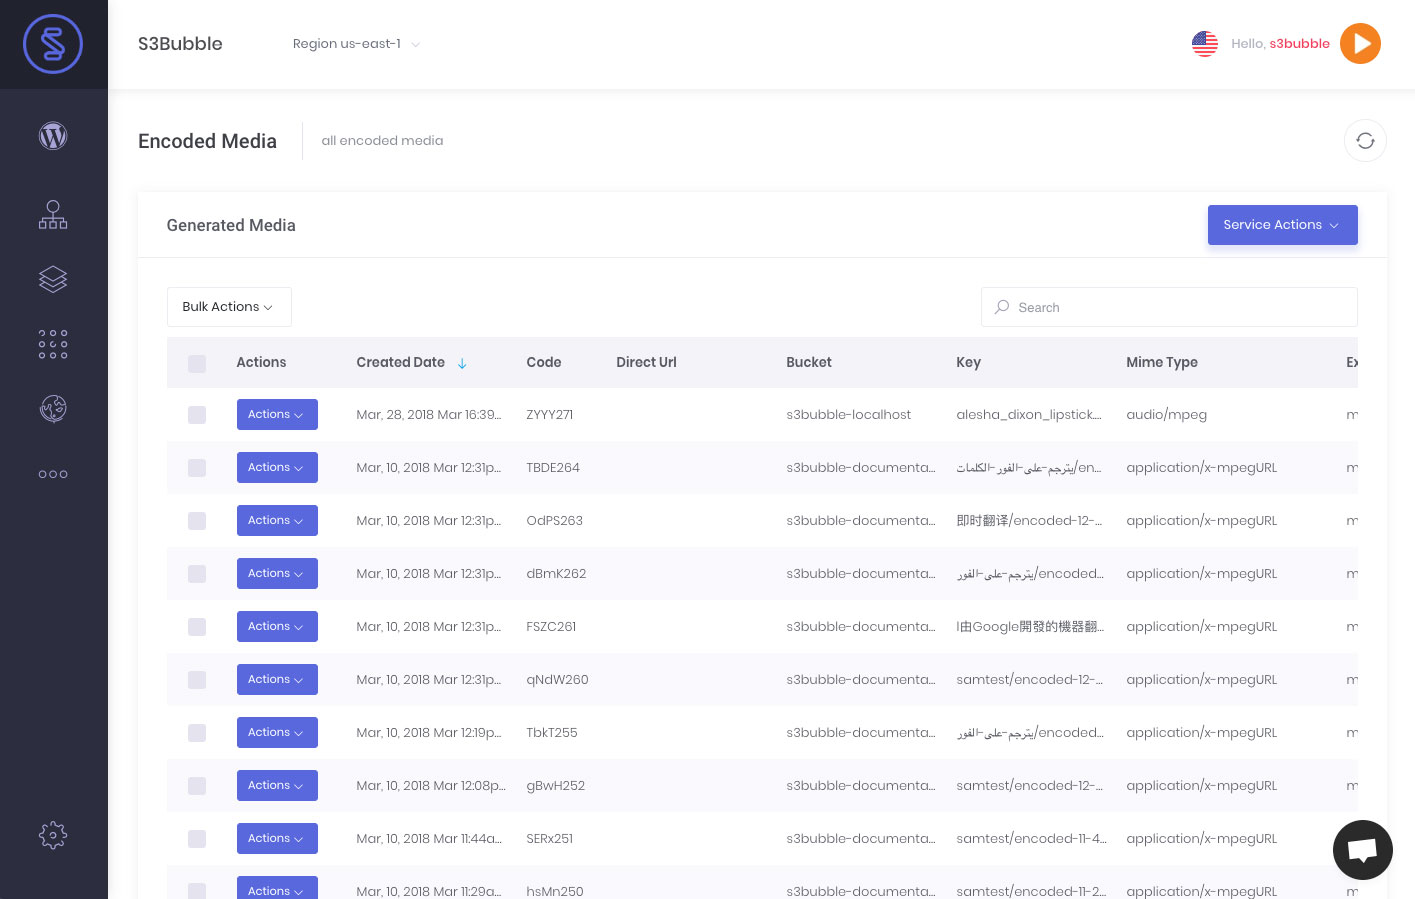 S3Bubble
Region us-east-1
Hello, s3bubble
Encoded Media
all encoded media
Generated Media
Service Actions
Bulk Actions
Search
Actions Created Date Code Direct Url Bucket Key Mime Type Ex
Actions Mar, 28, 2018 Mar 16:39... ZYYY271 s3bubble-localhost alesha_dixon_lipstick.... audio/mpeg m
Actions Mar, 10, 2018 Mar 12:31p... TBDE264 s3bubble-documenta... يترجم-على-الفور-الكلمات/en... application/x-mpegURL m
Actions Mar, 10, 2018 Mar 12:31p... OdPS263 s3bubble-documenta... 即时翻译/encoded-12-... application/x-mpegURL m
Actions Mar, 10, 2018 Mar 12:31p... dBmK262 s3bubble-documenta... يترجم-على-الفور/encoded... application/x-mpegURL m
Actions Mar, 10, 2018 Mar 12:31p... FSZC261 s3bubble-documenta... l由Google開發的機器翻... application/x-mpegURL m
Actions Mar, 10, 2018 Mar 12:31p... qNdW260 s3bubble-documenta... samtest/encoded-12-... application/x-mpegURL m
Actions Mar, 10, 2018 Mar 12:19p... TbkT255 s3bubble-documenta... يترجم-على-الفور/encoded... application/x-mpegURL m
Actions Mar, 10, 2018 Mar 12:08p... gBwH252 s3bubble-documenta... samtest/encoded-12-... application/x-mpegURL m
Actions Mar, 10, 2018 Mar 11:44a... SERx251 s3bubble-documenta... samtest/encoded-11-4... application/x-mpegURL
Actions Mar, 10, 2018 Mar 11:29a... hsMn250 s3bubble-documenta... samtest/encoded-11-2... application/x-mpegURL m